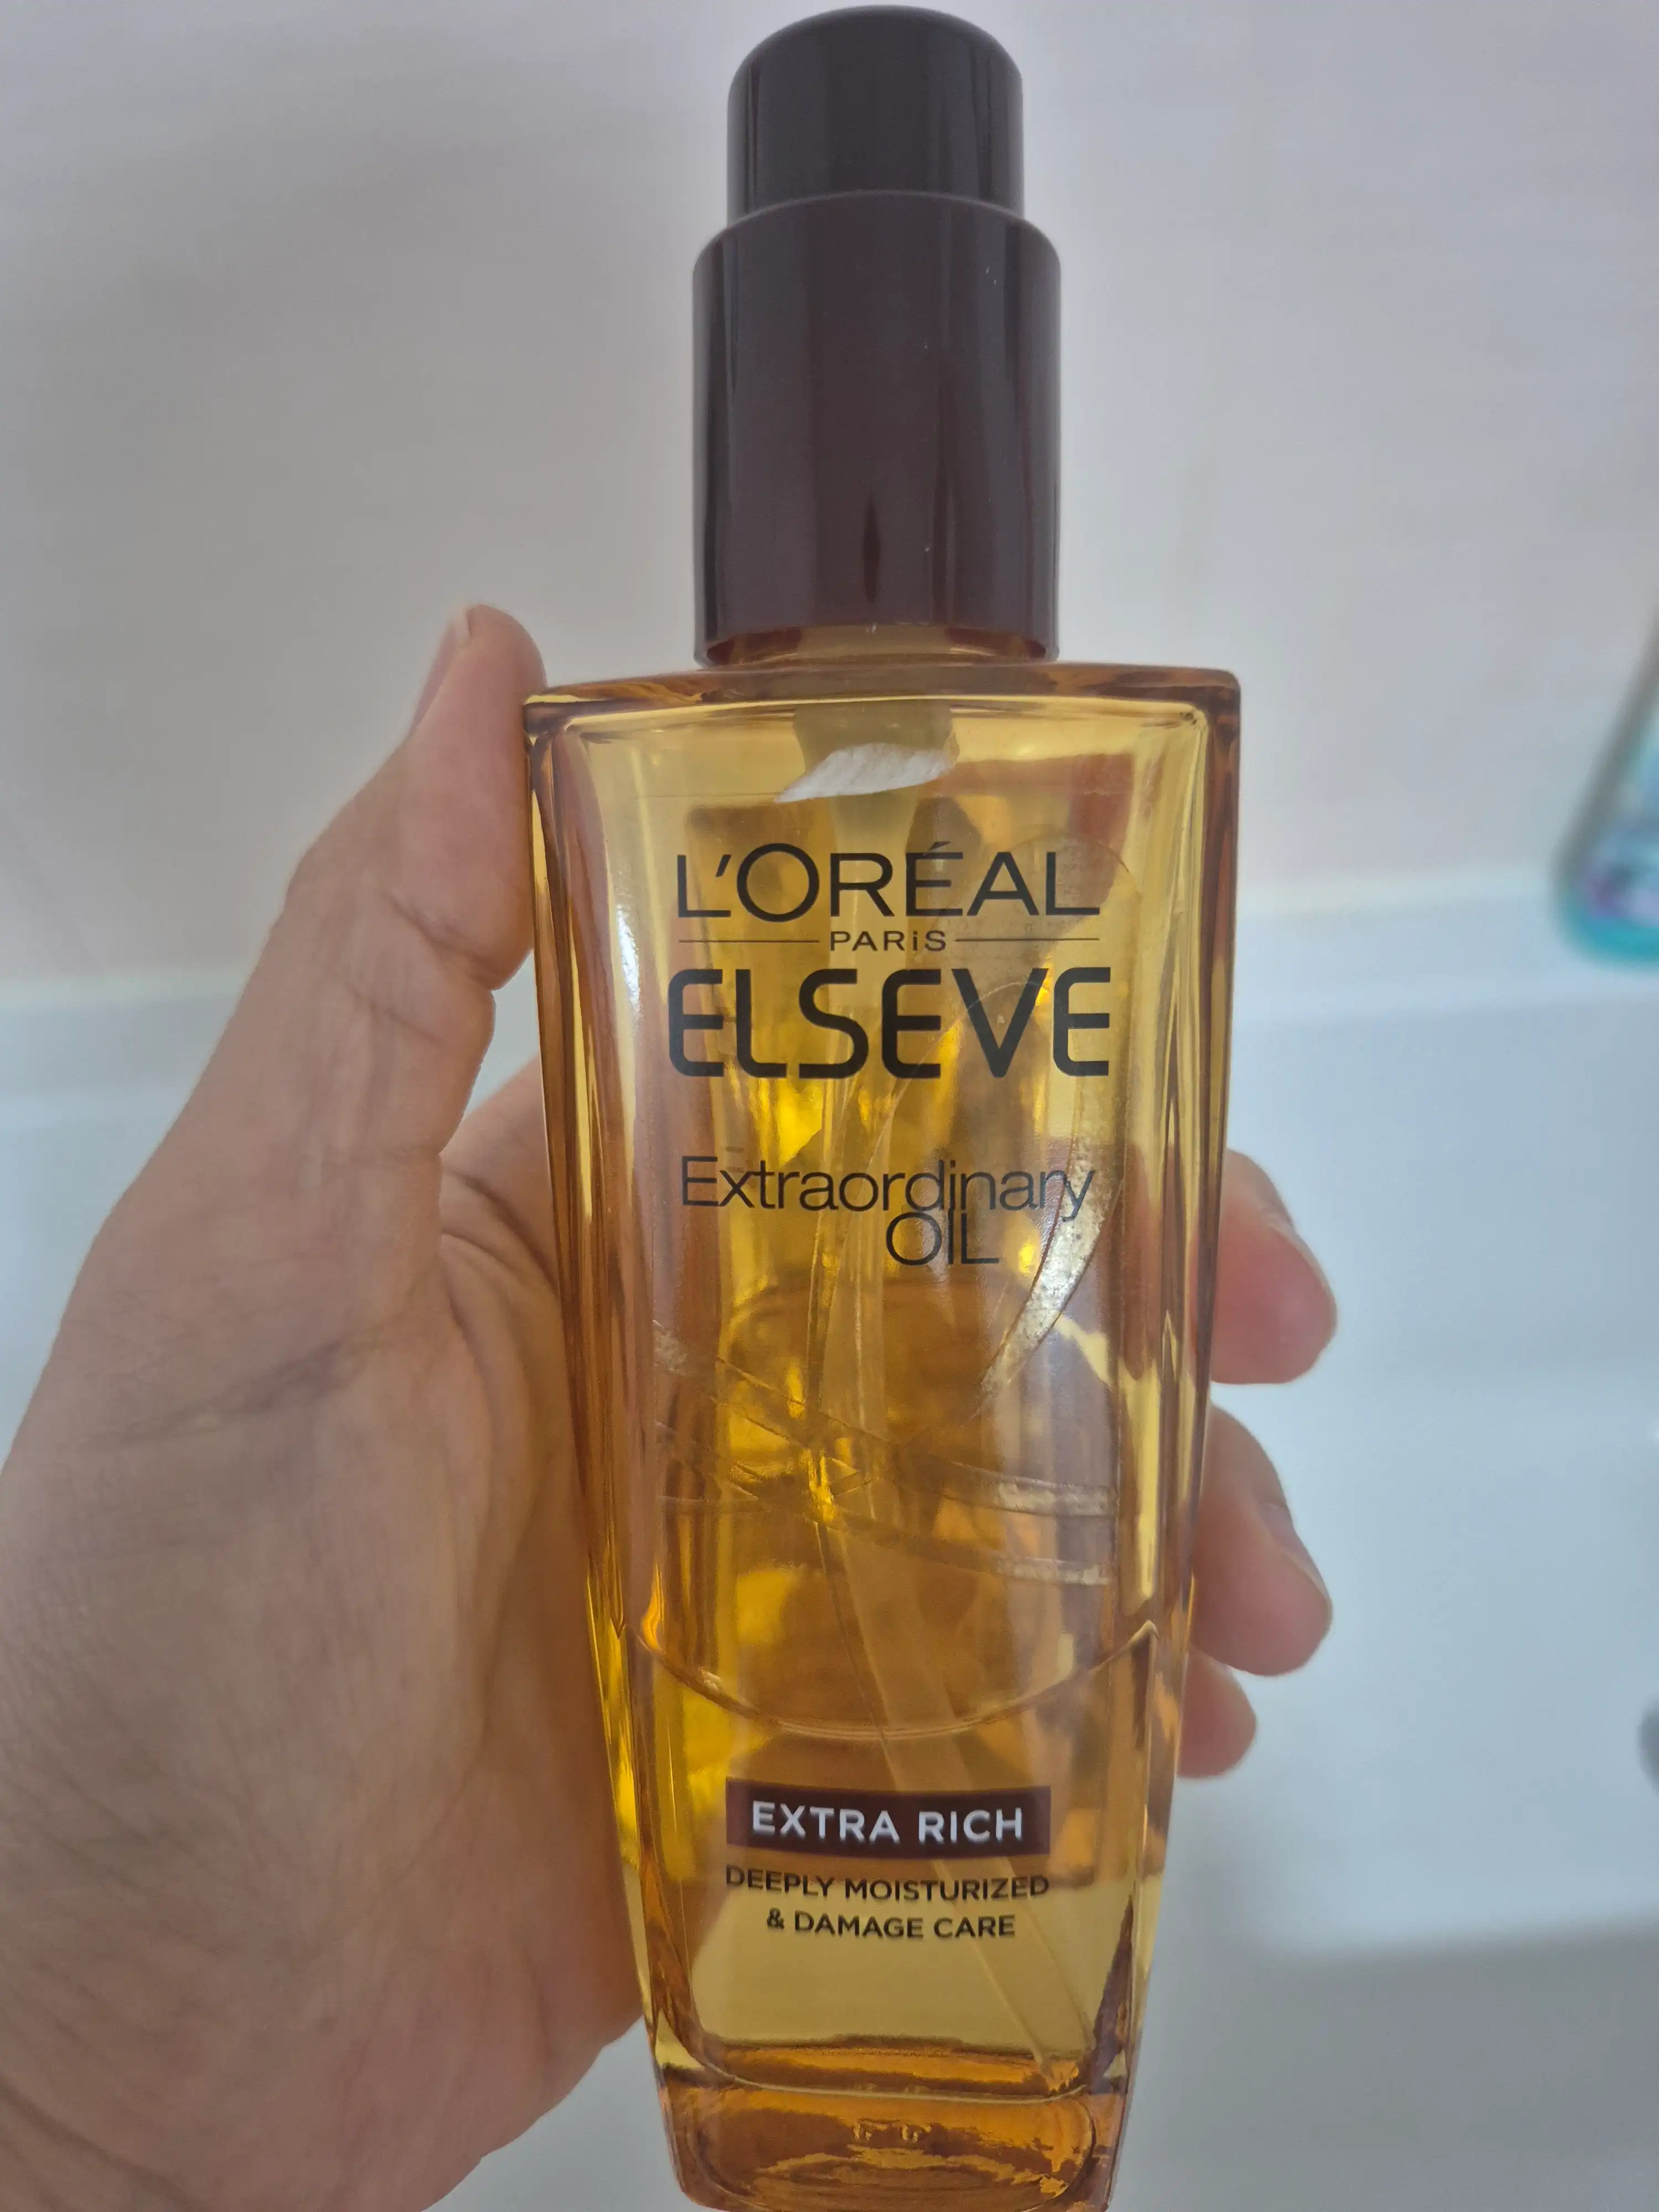 L'ORÉAL
PARiS
ELSEVE
Extraordinary
OIL
EXTRA RICH
DEEPLY MOISTURIZED
& DAMAGE CARE